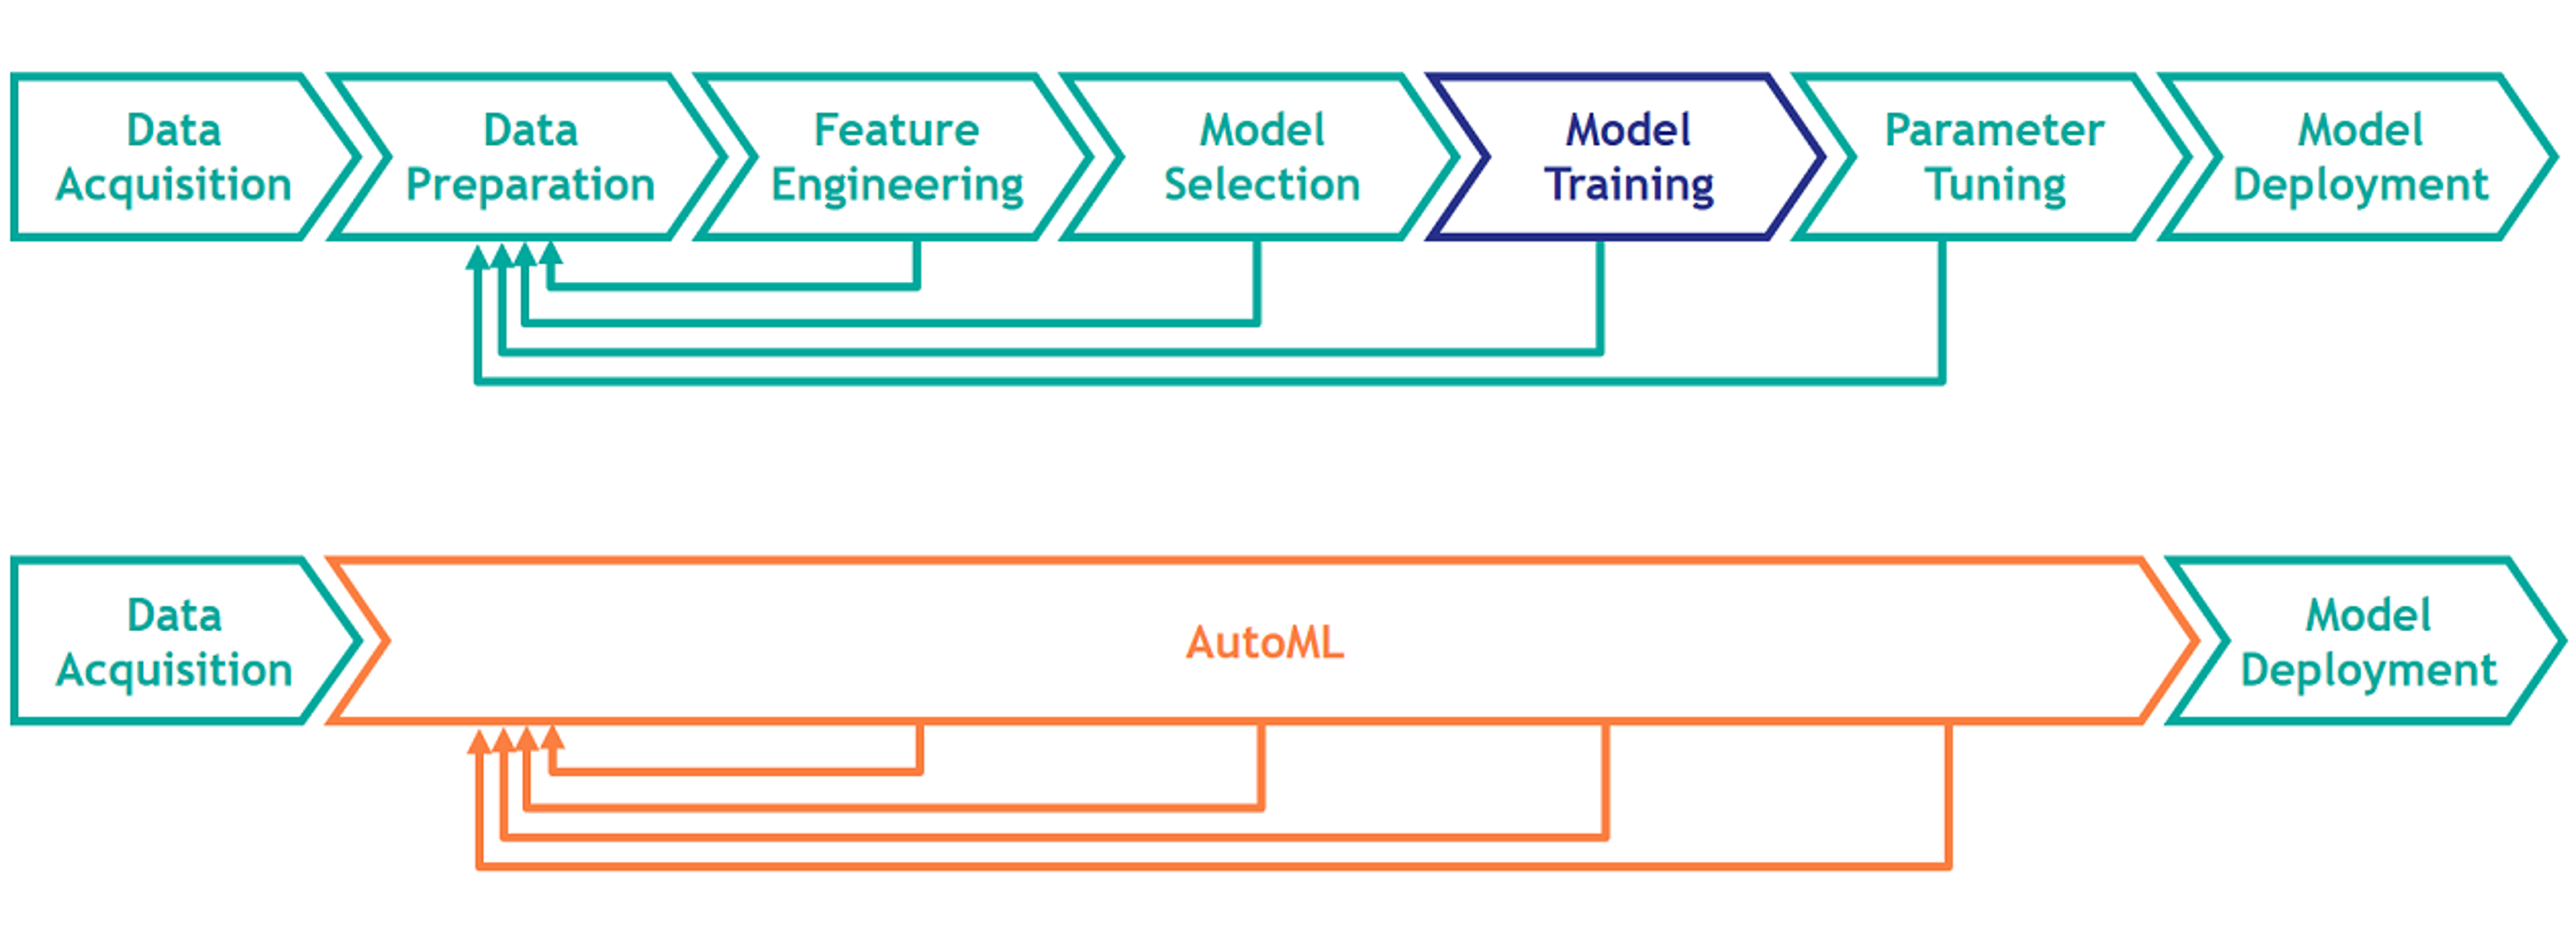 Data
Acquisition
Data
Preparation
Feature
Engineering
Model
Selection
Model
Training
Parameter
Tuning
Model
Deployment
Data
Acquisition
AutoML
Model
Deployment